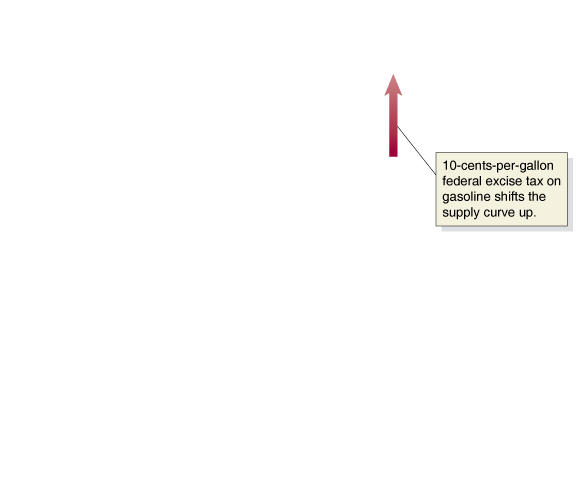 10-cents-per-gallon
federal excise tax on
gasoline shifts the
supply curve up.